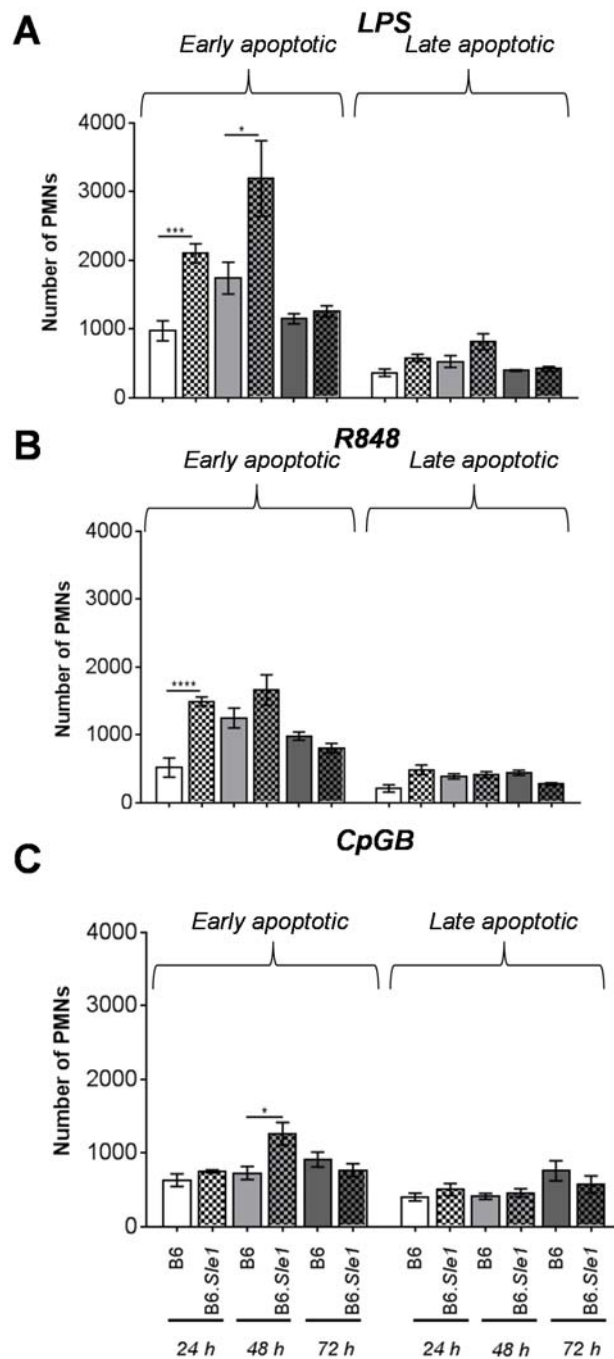 A
LPS
Early apoptotic Late apoptotic
Number of PMNs
4000
3000
2000
1000
0
***
*
B
R848
Early apoptotic Late apoptotic
Number of PMNs
4000
3000
2000
1000
0
****
C
CpGB
Early apoptotic Late apoptotic
Number of PMNs
4000
3000
2000
1000
0
*
B6 B6.Sle1 B6 B6.Sle1 B6 B6.Sle1 B6 B6.Sle1 B6 B6.Sle1 B6 B6.Sle1
24 h 48 h 72 h 24 h 48 h 72 h